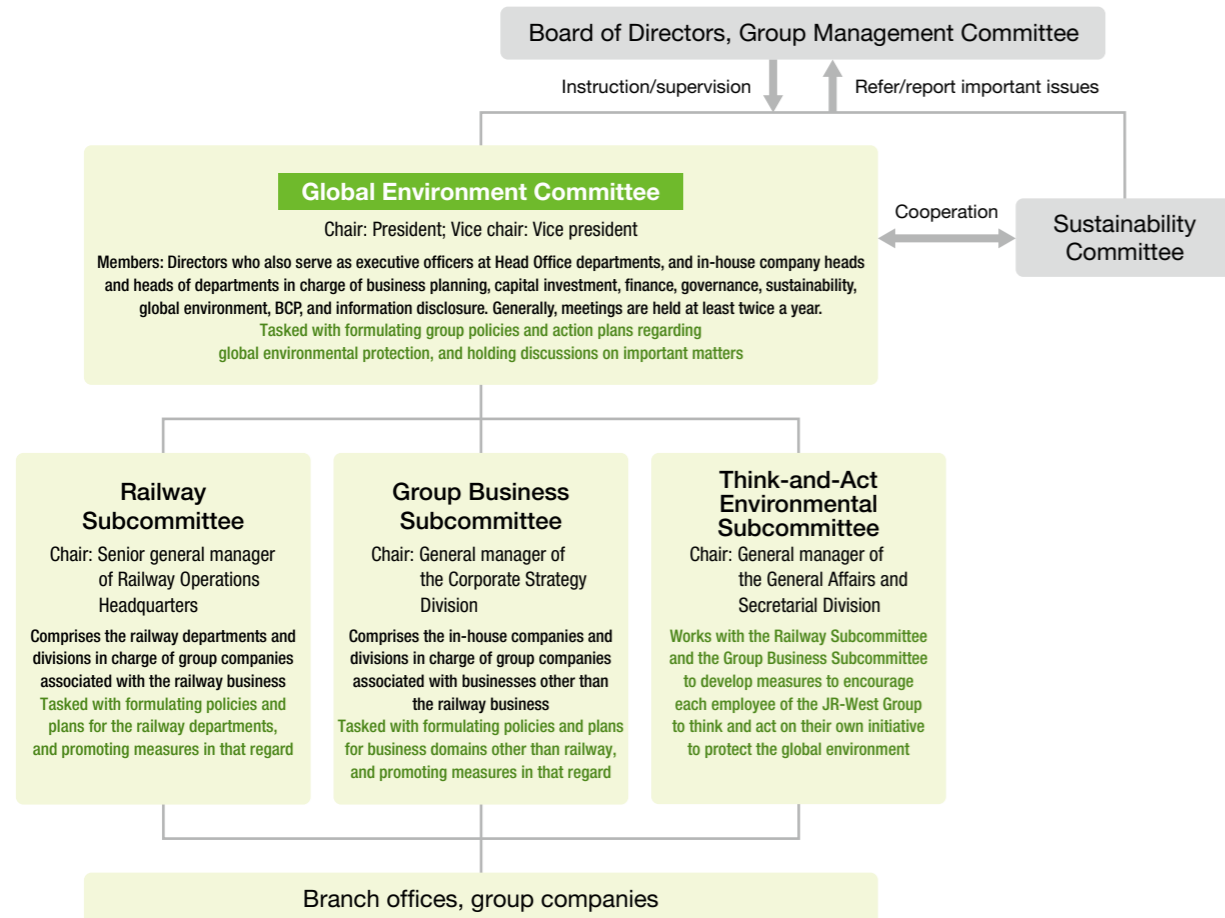 Board of Directors, Group Management Committee
Instruction/supervision
Refer/report important issues
Global Environment Committee
Chair: President; Vice chair: Vice president
Members: Directors who also serve as executive officers at Head Office departments, and in-house company heads
and heads of departments in charge of business planning, capital investment, finance, governance, sustainability,
global environment, BCP, and information disclosure. Generally, meetings are held at least twice a year.
Tasked with formulating group policies and action plans regarding
global environmental protection, and holding discussions on important matters
Cooperation
Sustainability
Committee
Railway
Subcommittee
Chair: Senior general manager
of Railway Operations
Headquarters
Comprises the railway departments and
divisions in charge of group companies
associated with the railway business
Tasked with formulating policies and
plans for the railway departments,
and promoting measures in that regard
Group Business
Subcommittee
Chair: General manager of
the Corporate Strategy
Division
Comprises the in-house companies and
divisions in charge of group companies
associated with businesses other than
the railway business
Tasked with formulating policies and plans
for business domains other than railway,
and promoting measures in that regard
Think-and-Act
Environmental
Subcommittee
Chair: General manager of
the General Affairs and
Secretarial Division
Works with the Railway Subcommittee
and the Group Business Subcommittee
to develop measures to encourage
each employee of the JR-West Group
to think and act on their own initiative
to protect the global environment
Branch offices, group companies